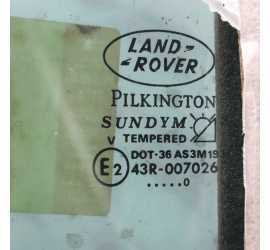 LAND-
-ROVER
PILKINGTON
SUNDYM
V TEMPERED
DOT-36 AS3M19
E2 43R-007026
.....0